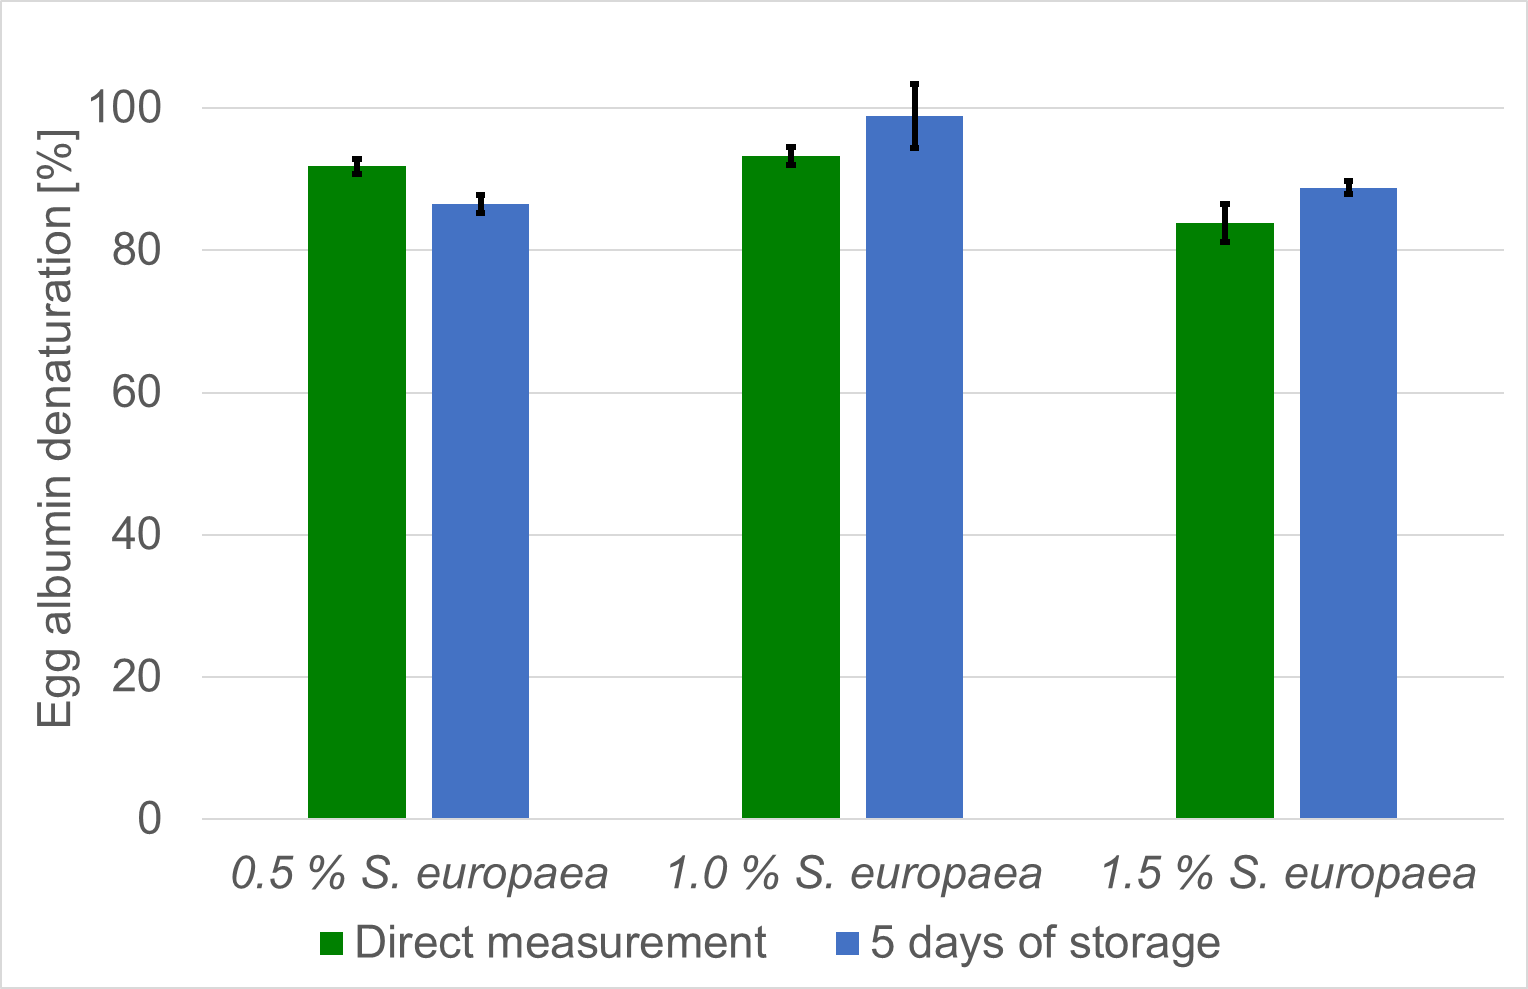 Egg albumin denaturation [%]
100
80
60
40
20
0
0.5 % S. europaea
1.0 % S. europaea
1.5 % S. europaea
Direct measurement
5 days of storage